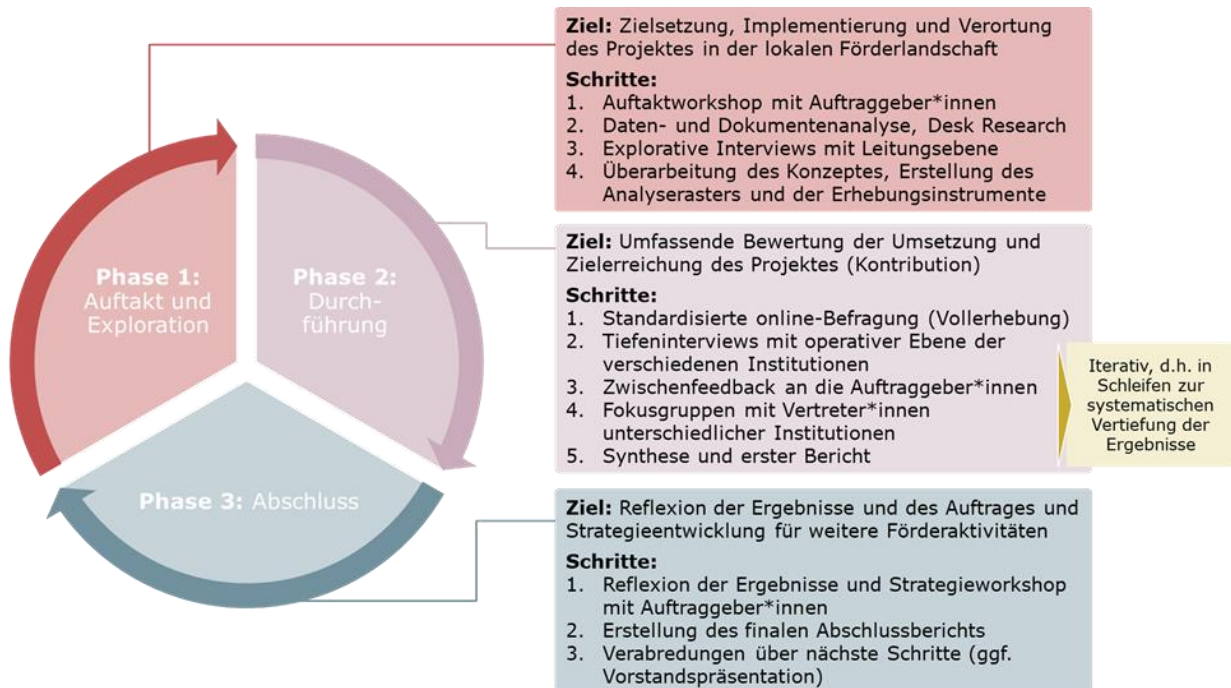 Phase 1:
Auftakt und
Exploration
Phase 2:
Durch-
führung
Phase 3: Abschluss
Ziel: Zielsetzung, Implementierung und Verortung
des Projektes in der lokalen Förderlandschaft
Schritte:
1. Auftaktworkshop mit Auftraggeber*innen
2. Daten- und Dokumentenanalyse, Desk Research
3. Explorative Interviews mit Leitungsebene
4. Überarbeitung des Konzeptes, Erstellung des
Analyserasters und der Erhebungsinstrumente
Ziel: Umfassende Bewertung der Umsetzung und
Zielerreichung des Projektes (Kontribution)
Schritte:
1. Standardisierte online-Befragung (Vollerhebung)
2. Tiefeninterviews mit operativer Ebene der
verschiedenen Institutionen
3. Zwischenfeedback an die Auftraggeber*innen
4. Fokusgruppen mit Vertreter*innen
unterschiedlicher Institutionen
5. Synthese und erster Bericht
Iterativ, d.h. in
Schleifen zur
systematischen
Vertiefung der
Ergebnisse
Ziel: Reflexion der Ergebnisse und des Auftrages und
Strategieentwicklung für weitere Förderaktivitäten
Schritte:
1. Reflexion der Ergebnisse und Strategieworkshop
mit Auftraggeber*innen
2. Erstellung des finalen Abschlussberichts
3. Verabredungen über nächste Schritte (ggf.
Vorstandspräsentation)